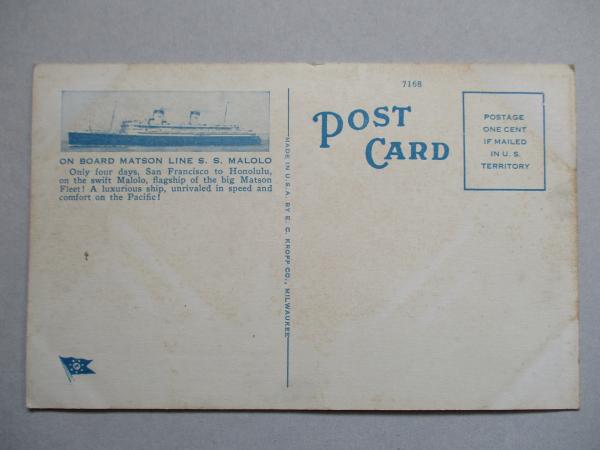 ON BOARD MATSON LINE S. S. MALOLO
Only four days, San Francisco to Honolulu,
on the swift Malolo, flagship of the big Matson
Fleet! A luxurious ship, unrivaled in speed and
comfort on the Pacific!
MADE IN U.S.A. BY E. C. KROPP CO., MILWAUKEE
7168
POST
CARD
POSTAGE
ONE CENT
IF MAILED
IN U. S.
TERRITORY